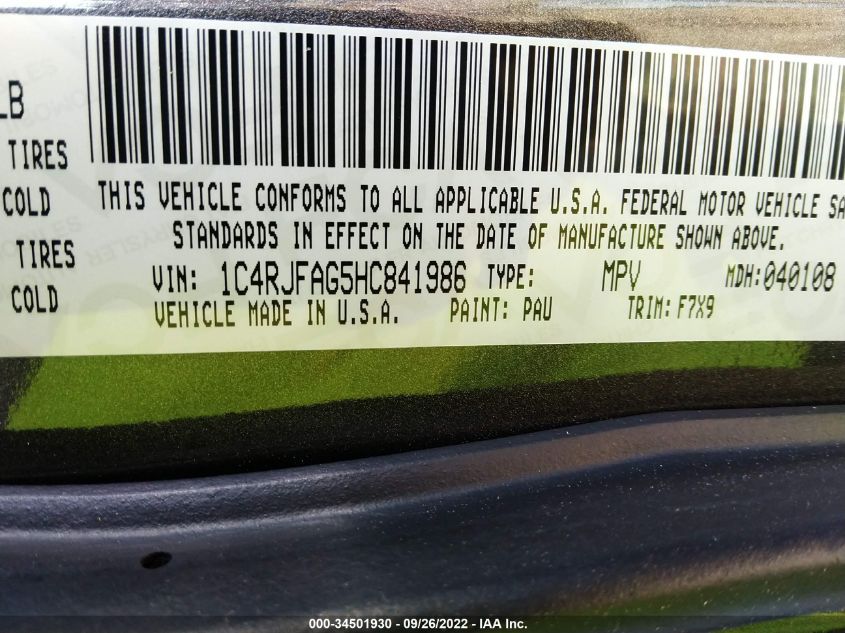 LB
TIRES
COLD
TIRES
COLD
THIS VEHICLE CONFORMS TO ALL APPLICABLE U.S.A. FEDERAL MOTOR VEHICLE SA
STANDARDS IN EFFECT ON THE DATE OF MANUFACTURE SHOWN ABOVE.
VIN: 1C4RJFAG5HC841986 TYPE: MPV MDH:040108
VEHICLE MADE IN U.S.A. PAINT: PAU TRIM: F7X9
000-34501930 - 09/26/2022 - IAA Inc.